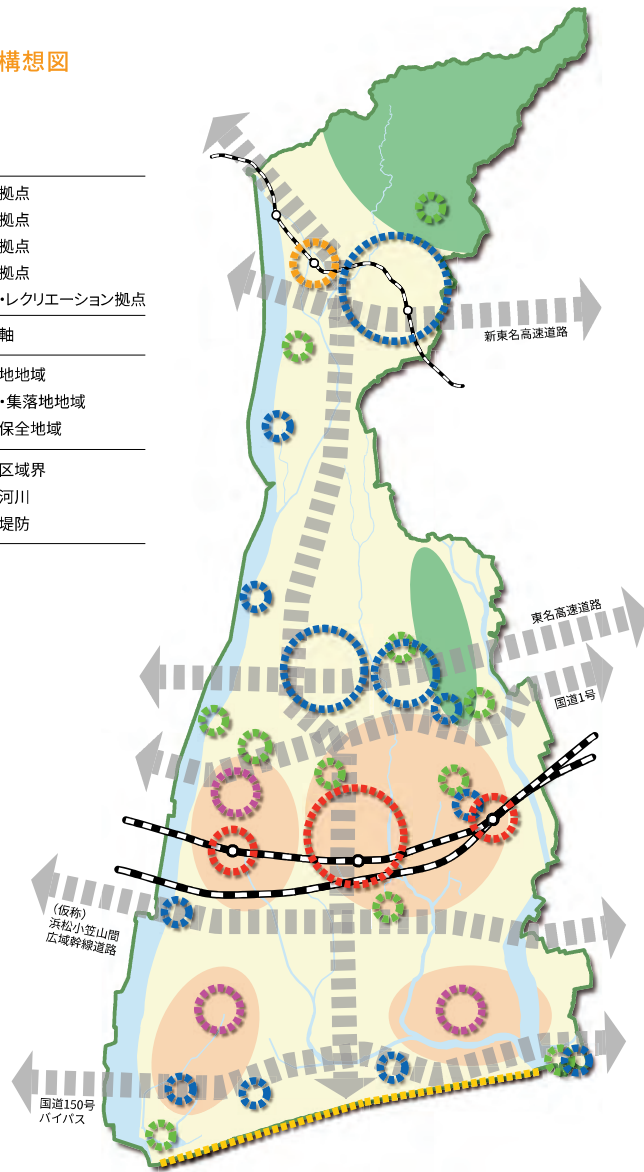 構想図
拠点
拠点
拠点
拠点
・レクリエーション拠点
軸
地地域
・集落地地域
保全地域
区域界
河川
堤防
新東名高速道路
東名高速道路
国道1号
（仮称）
浜松小笠山間
広域幹線道路
国道150号
バイパス